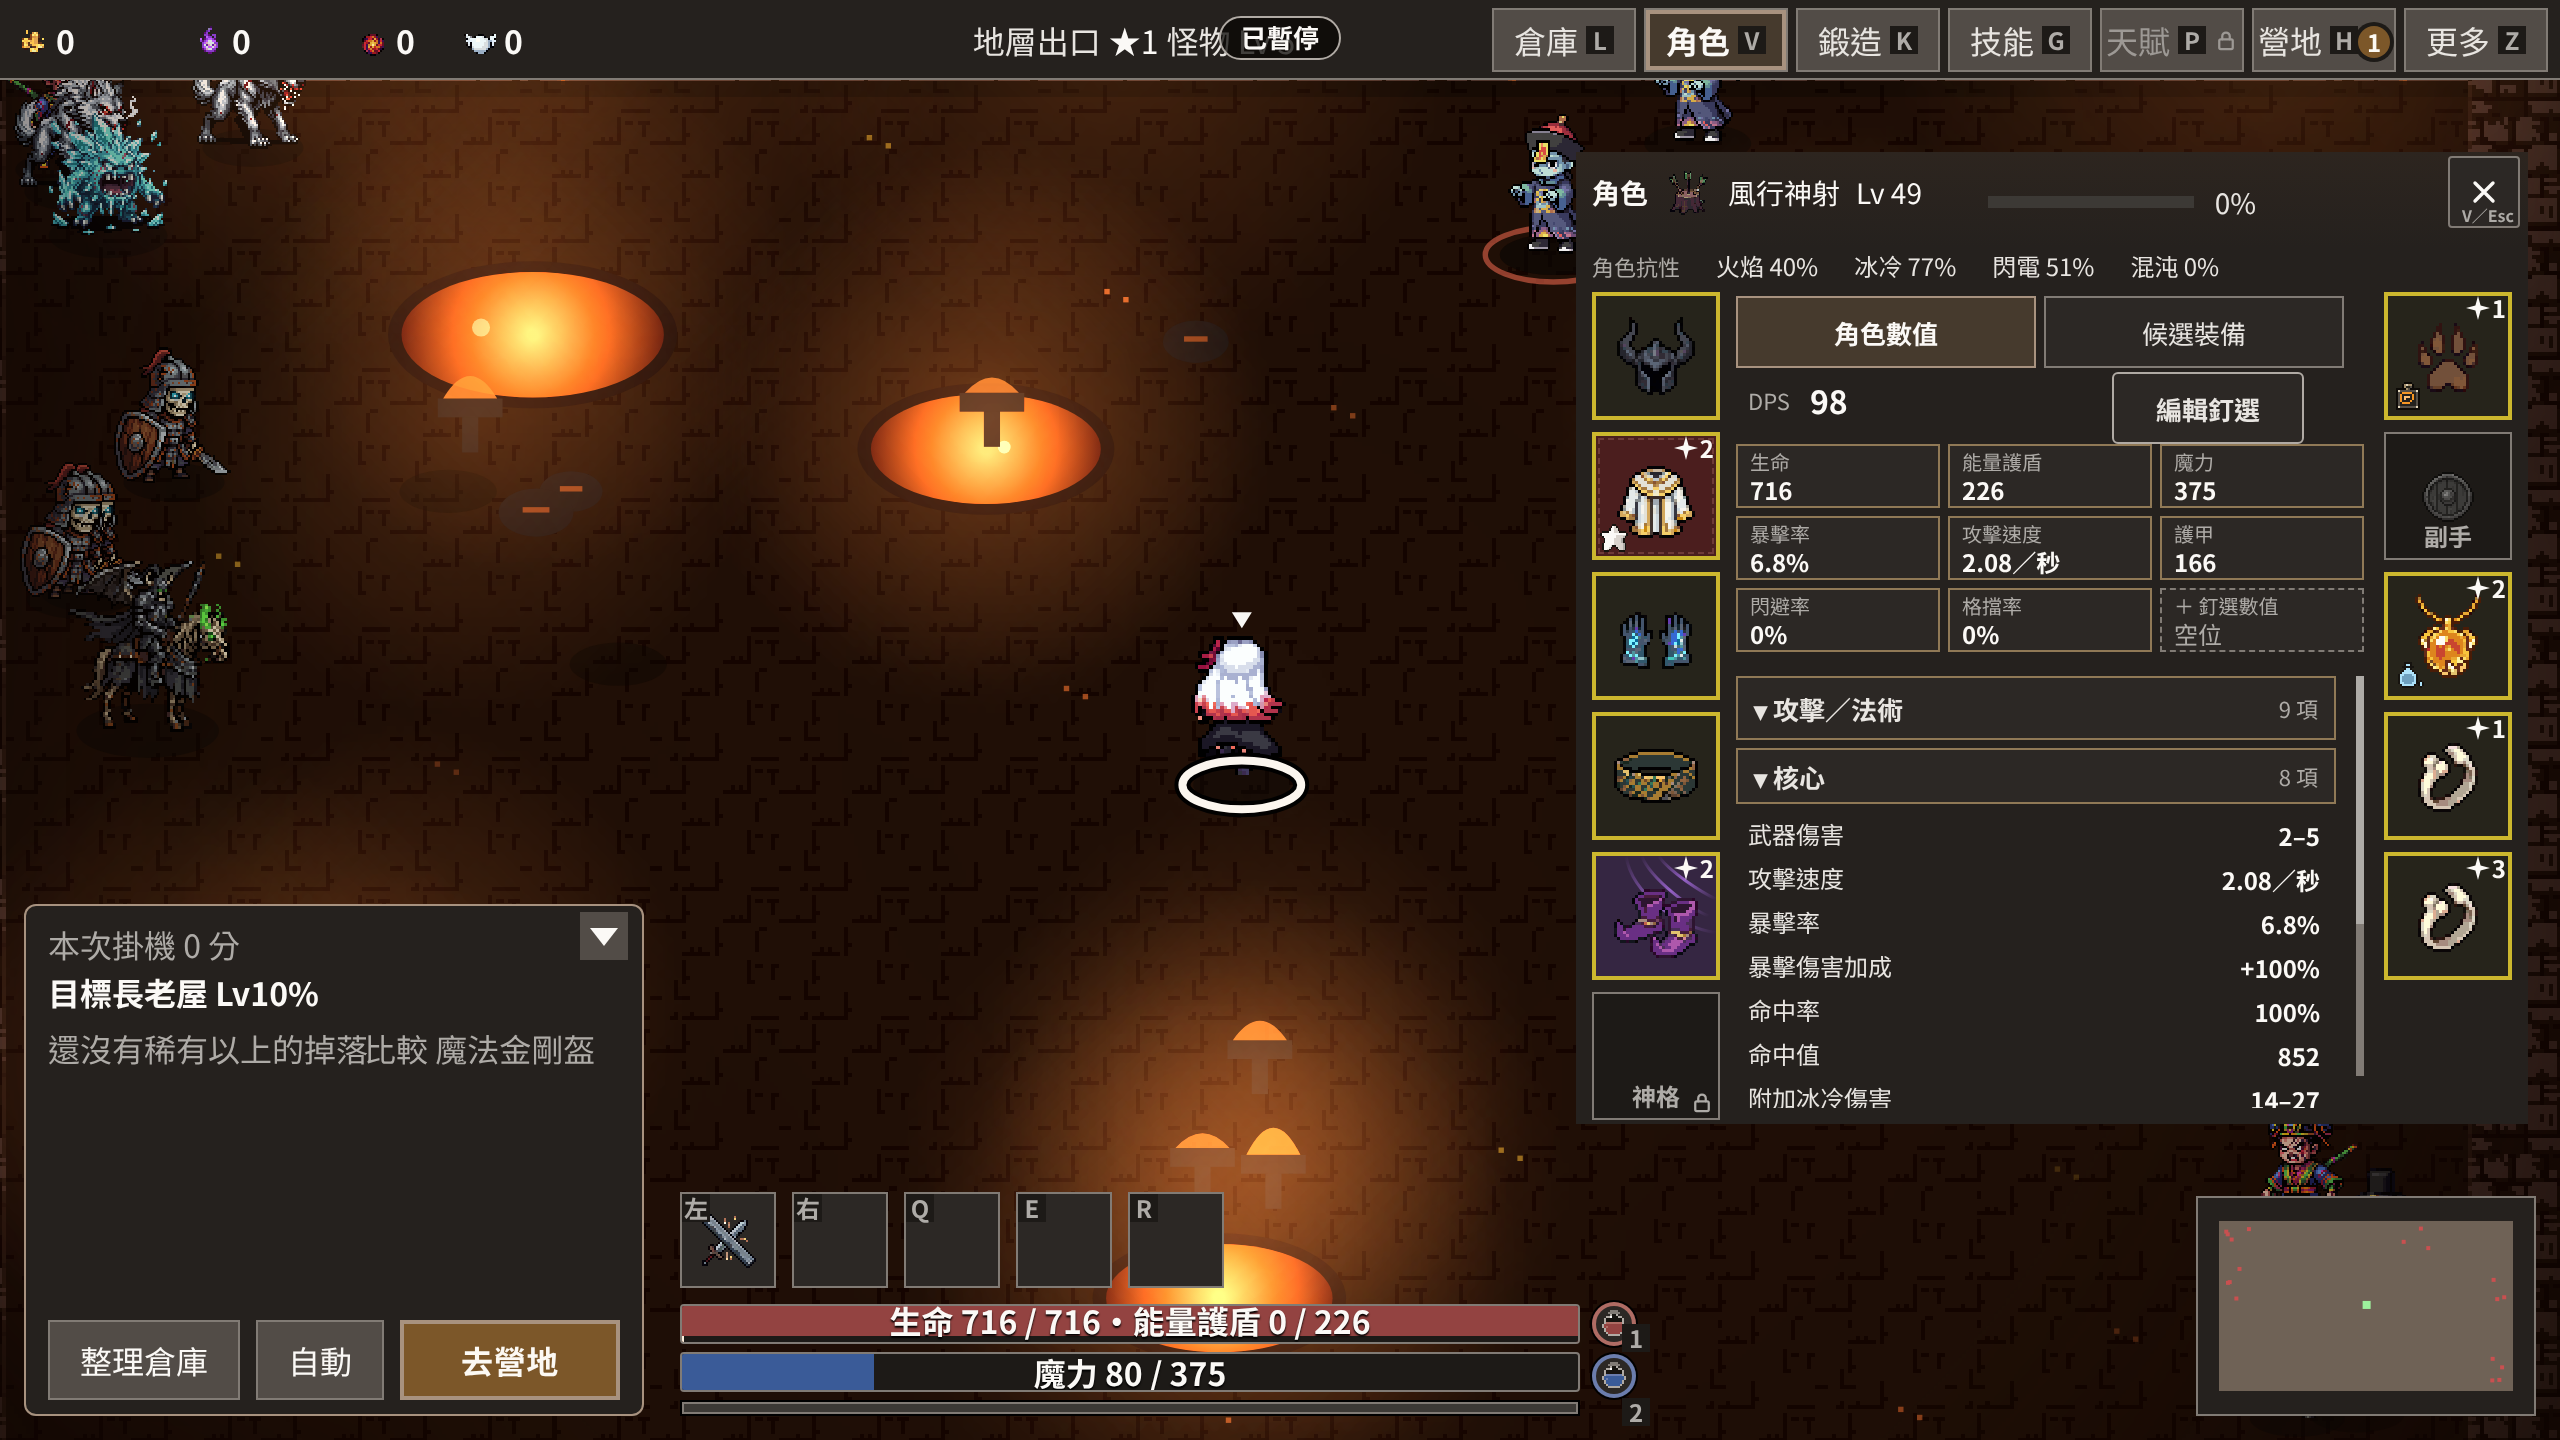 0 0 0 0
地層出口 ★1 怪物
已暫停
倉庫 L
角色 V
鍛造 K
技能 G
天賦 P
營地 H 1
更多 Z
角色 風行神射 Lv 49 0%
V/Esc
角色抗性 火焰 40% 冰冷 77% 閃電 51% 混沌 0%
角色數值 候選裝備
DPS 98
編輯釘選
生命 能量護盾 魔力
716 226 375
暴擊率 攻擊速度 護甲
6.8% 2.08/秒 166
閃避率 格擋率 + 釘選數值
0% 0% 空位
▼攻擊/法術 9 項
▼核心 8 項
武器傷害 2–5
攻擊速度 2.08/秒
暴擊率 6.8%
暴擊傷害加成 +100%
命中率 100%
命中值 852
附加冰冷傷害 14–27
2
2
神格
1
副手
2
1
3
本次掛機 0 分
目標長老屋 Lv10%
還沒有稀有以上的掉落比較 魔法金剛盔
整理倉庫 自動 去營地
左 右 Q E R
生命 716 / 716・能量護盾 0 / 226
1
魔力 80 / 375
2